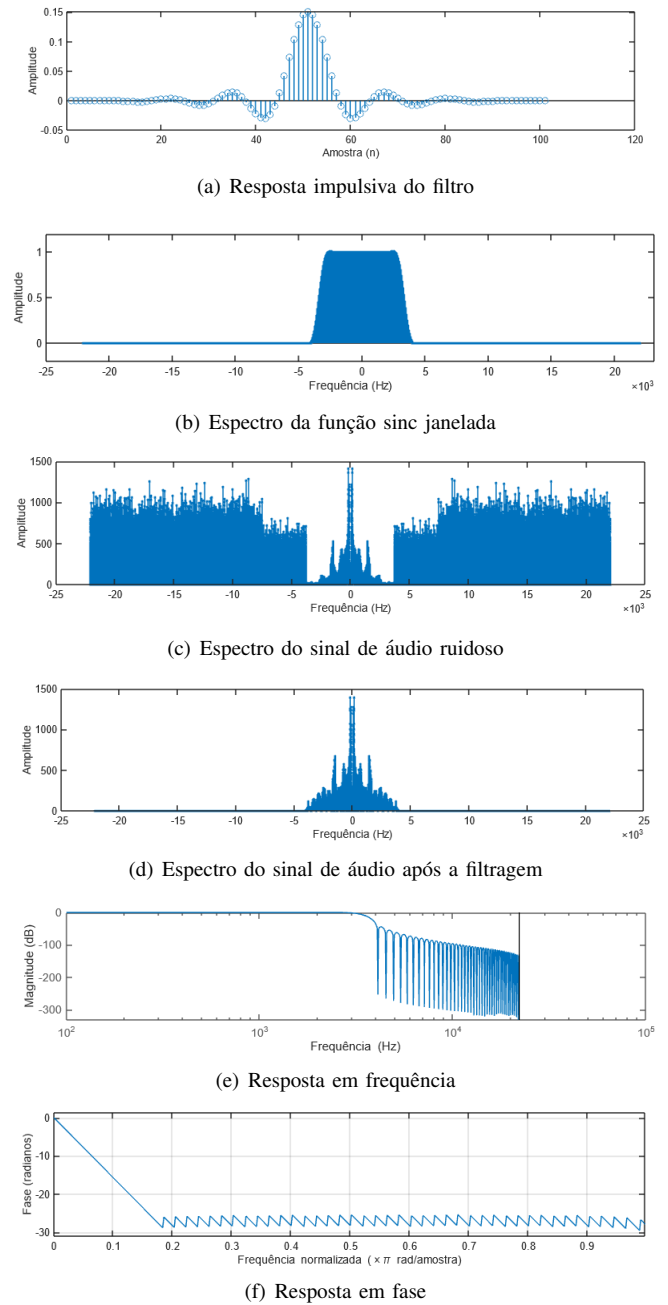 0.15
0.1
0.05
0
-0.05
Amplitude
0 20 40 60 80 100 120
Amostra (n)
(a) Resposta impulsiva do filtro
1
0.5
0
Amplitude
-25 -20 -15 -10 -5 0 5 10 15 20
Frequência (Hz)
×10³
(b) Espectro da função sinc janelada
1500
1000
500
0
Amplitude
-25 -20 -15 -10 -5 0 5 10 15 20 25
Frequência (Hz)
×10³
(c) Espectro do sinal de áudio ruidoso
1500
1000
500
0
Amplitude
-25 -20 -15 -10 -5 0 5 10 15 20 25
Frequência (Hz)
×10³
(d) Espectro do sinal de áudio após a filtragem
0
-100
-200
-300
Magnitude (dB)
10² 10³ 10⁴ 10⁵
Frequência (Hz)
(e) Resposta em frequência
0
-10
-20
-30
Fase (radianos)
0 0.1 0.2 0.3 0.4 0.5 0.6 0.7 0.8 0.9
Frequência normalizada (×π rad/amostra)
(f) Resposta em fase